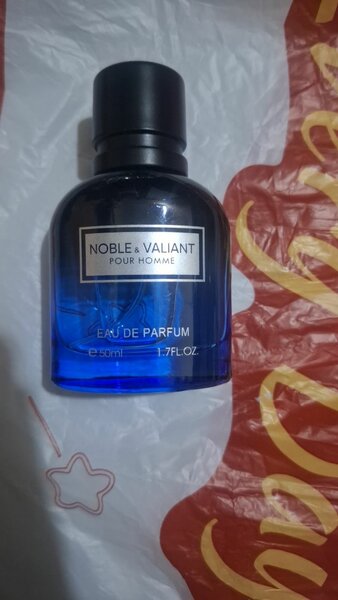 NOBLE & VALIANT
POUR HOMME
EAU DE PARFUM
℮50ml 1.7FL.OZ.